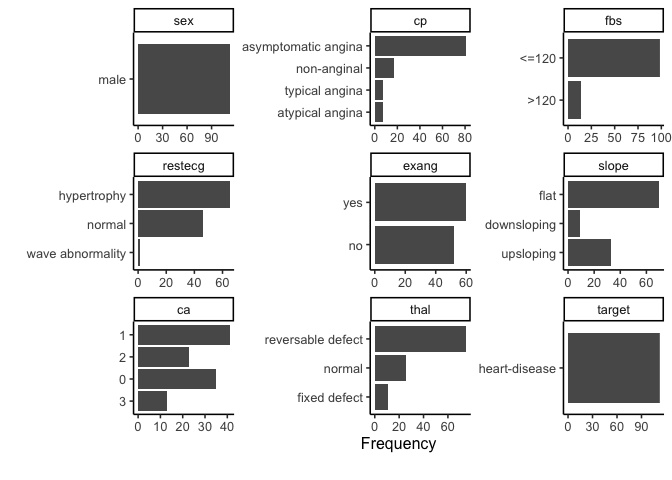 sex
male
0 30 60 90
cp
asymptomatic angina
non-anginal
typical angina
atypical angina
0 20 40 60 80
fbs
<=120
>120
0 25 50 75 100
restecg
hypertrophy
normal
wave abnormality
0 20 40 60
exang
yes
no
0 20 40 60
slope
flat
downsloping
upsloping
0 20 40 60
ca
1
2
0
3
0 10 20 30 40
thal
reversable defect
normal
fixed defect
0 20 40 60
target
heart-disease
0 30 60 90
Frequency